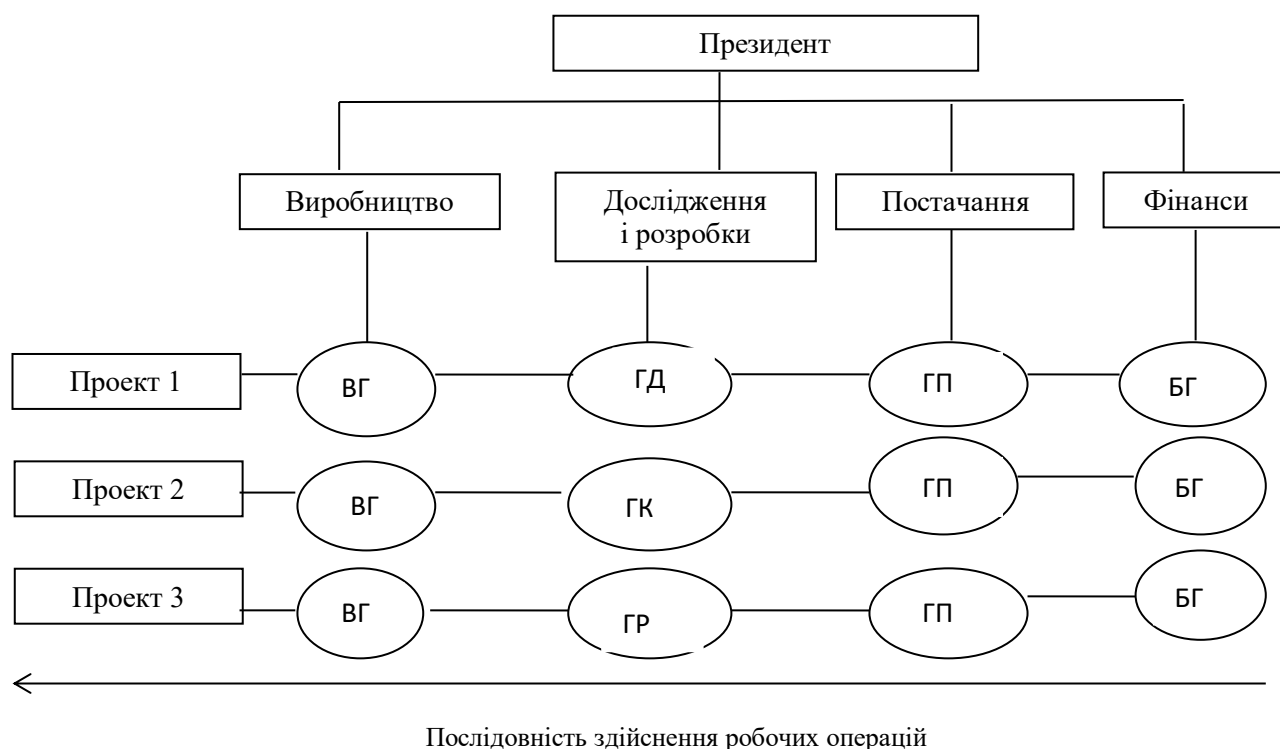 Президент
Виробництво
Дослідження
і розробки
Постачання
Фінанси
Проект 1
ВГ
ГД
ГП
БГ
Проект 2
ВГ
ГК
ГП
БГ
Проект 3
ВГ
ГР
ГП
БГ
Послідовність здійснення робочих операцій